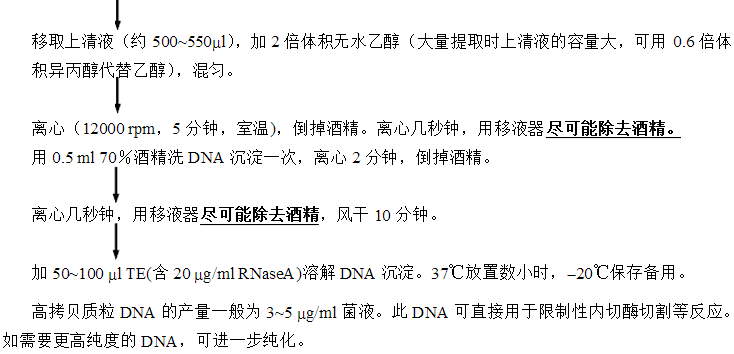 移取上清液（约 500~550μl），加 2 倍体积无水乙醇（大量提取时上清液的容量大，可用 0.6 倍体
积异丙醇代替乙醇），混匀。
离心（12000 rpm，5 分钟，室温)，倒掉酒精。离心几秒钟，用移液器尽可能除去酒精。
用 0.5 ml 70％酒精洗 DNA 沉淀一次，离心 2 分钟，倒掉酒精。
离心几秒钟，用移液器尽可能除去酒精，风干 10 分钟。
加 50~100 μl TE(含 20 μg/ml RNaseA)溶解 DNA 沉淀。37℃放置数小时，–20℃保存备用。
高拷贝质粒 DNA 的产量一般为 3~5 μg/ml 菌液。此 DNA 可直接用于限制性内切酶切割等反应。
如需要更高纯度的 DNA，可进一步纯化。